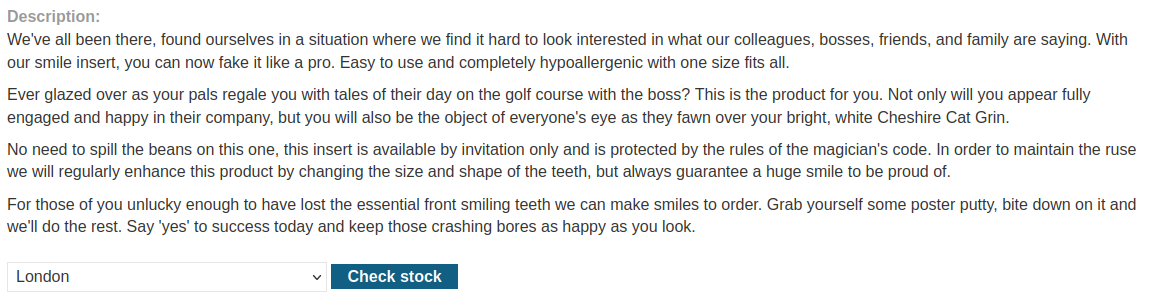 Description:
We've all been there, found ourselves in a situation where we find it hard to look interested in what our colleagues, bosses, friends, and family are saying. With
our smile insert, you can now fake it like a pro. Easy to use and completely hypoallergenic with one size fits all.
Ever glazed over as your pals regale you with tales of their day on the golf course with the boss? This is the product for you. Not only will you appear fully
engaged and happy in their company, but you will also be the object of everyone's eye as they fawn over your bright, white Cheshire Cat Grin.
No need to spill the beans on this one, this insert is available by invitation only and is protected by the rules of the magician's code. In order to maintain the ruse
we will regularly enhance this product by changing the size and shape of the teeth, but always guarantee a huge smile to be proud of.
For those of you unlucky enough to have lost the essential front smiling teeth we can make smiles to order. Grab yourself some poster putty, bite down on it and
we'll do the rest. Say 'yes' to success today and keep those crashing bores as happy as you look.
London Check stock